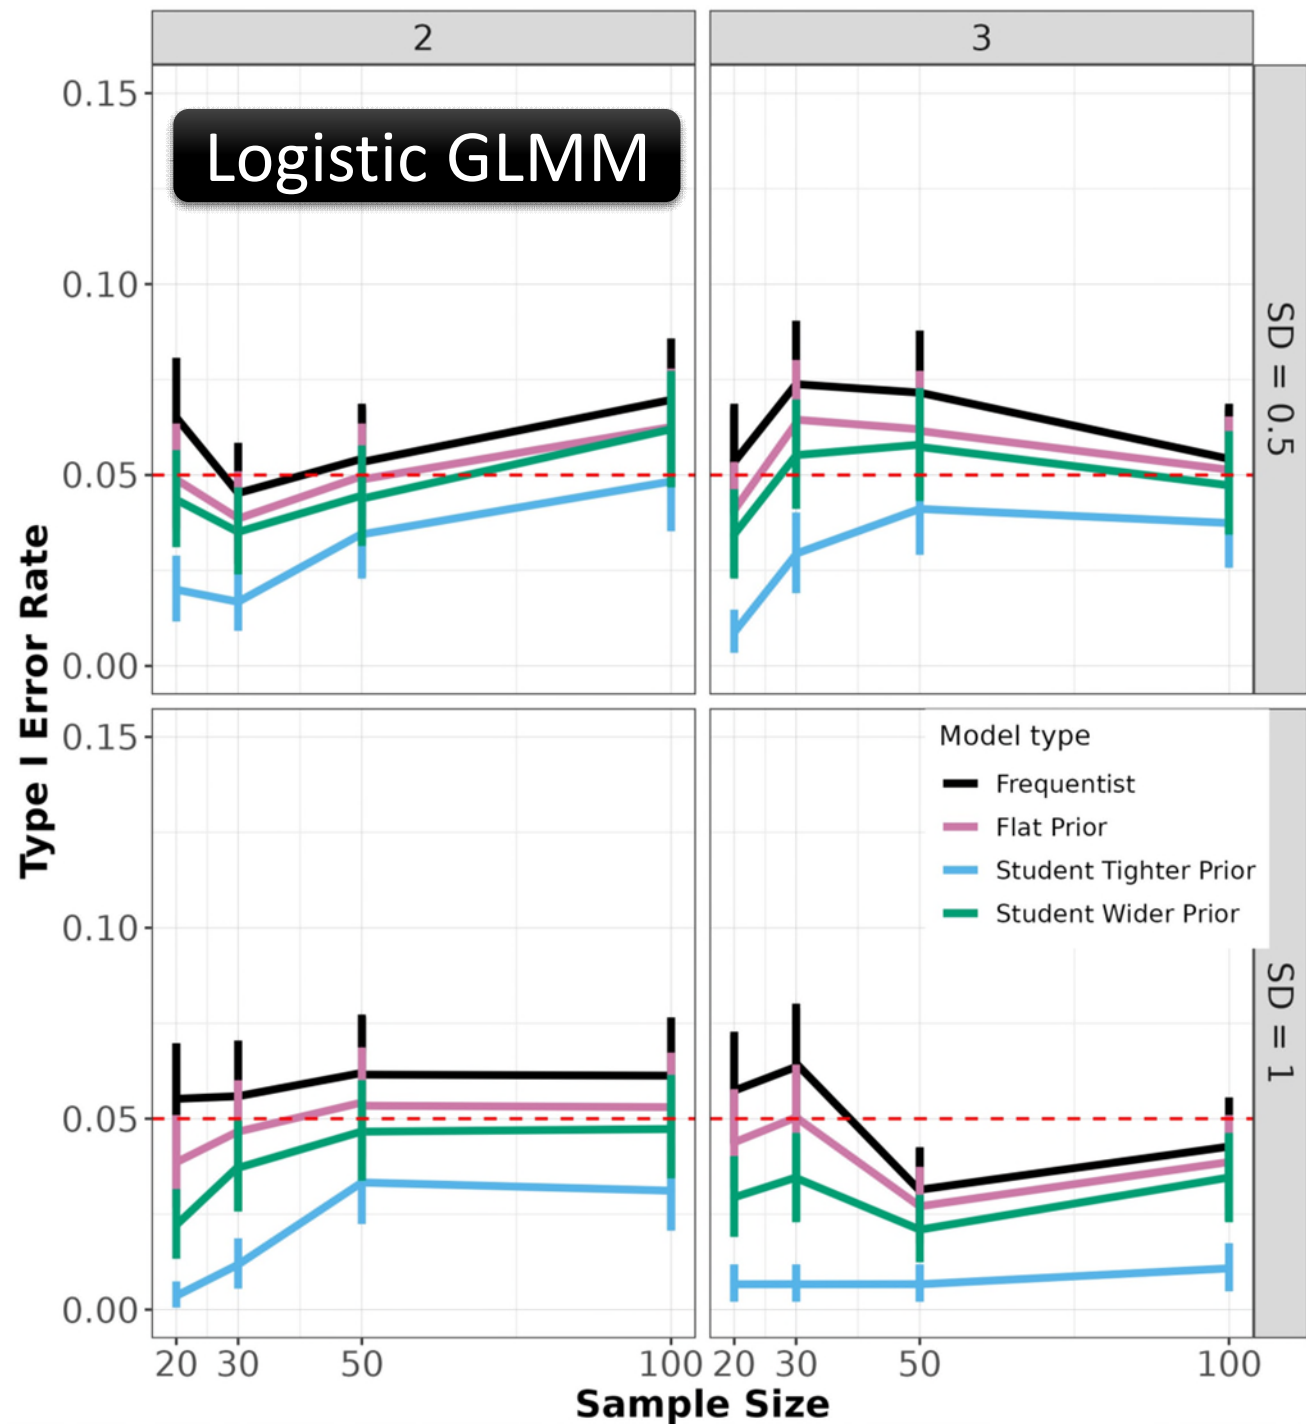 2
3
Logistic GLMM
0.15
0.10
0.05
0.00
SD = 0.5
Type I Error Rate
0.15
0.10
0.05
0.00
Model type
Frequentist
Flat Prior
Student Tighter Prior
Student Wider Prior
SD = 1
20 30 50 100 20 30 50 100
Sample Size